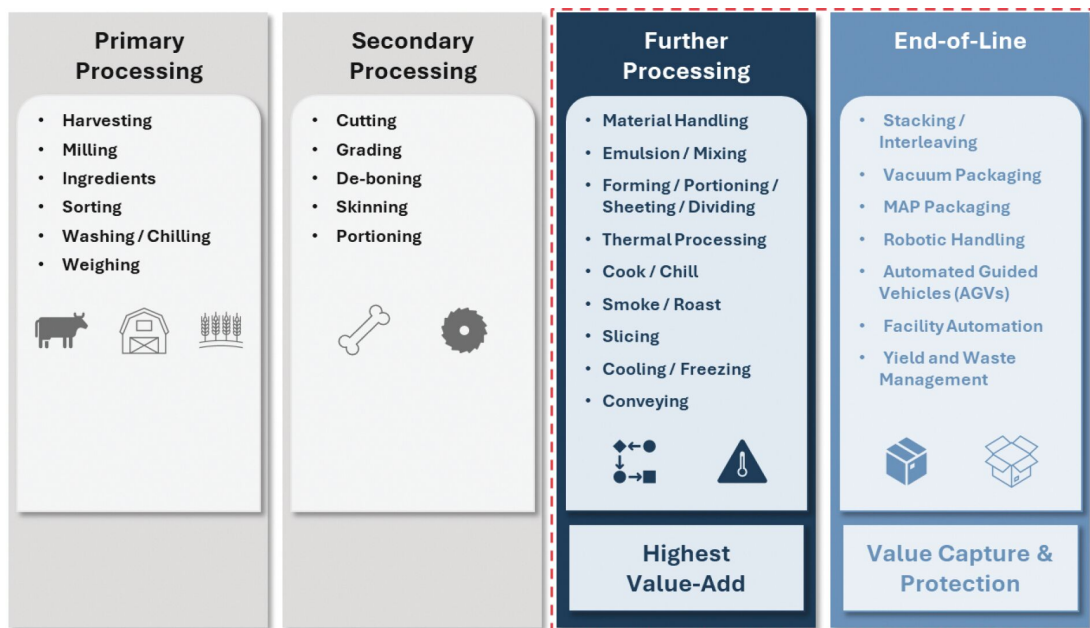 Primary
Processing
• Harvesting
• Milling
• Ingredients
• Sorting
• Washing / Chilling
• Weighing
Secondary
Processing
• Cutting
• Grading
• De-boning
• Skinning
• Portioning
Further
Processing
• Material Handling
• Emulsion / Mixing
• Forming / Portioning /
Sheeting / Dividing
• Thermal Processing
• Cook / Chill
• Smoke / Roast
• Slicing
• Cooling / Freezing
• Conveying
Highest
Value-Add
End-of-Line
• Stacking /
Interleaving
• Vacuum Packaging
• MAP Packaging
• Robotic Handling
• Automated Guided
Vehicles (AGVs)
• Facility Automation
• Yield and Waste
Management
Value Capture &
Protection